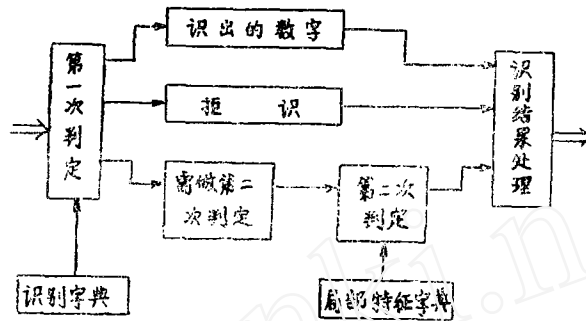 识出的数字
第一次判定
拒 识
识别结果处理
需做第二
次判定
第二次
判定
识别字典
局部特征字典